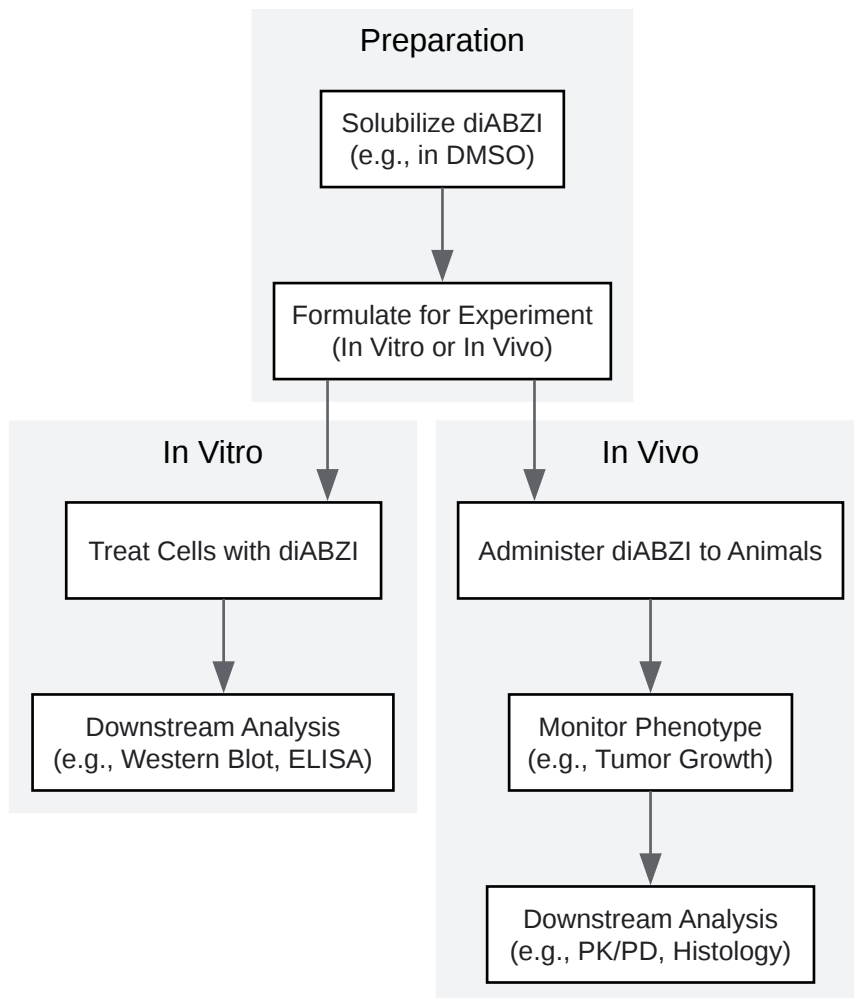 Preparation
Solubilize diABZI
(e.g., in DMSO)
Formulate for Experiment
(In Vitro or In Vivo)
In Vitro
Treat Cells with diABZI
Downstream Analysis
(e.g., Western Blot, ELISA)
In Vivo
Administer diABZI to Animals
Monitor Phenotype
(e.g., Tumor Growth)
Downstream Analysis
(e.g., PK/PD, Histology)